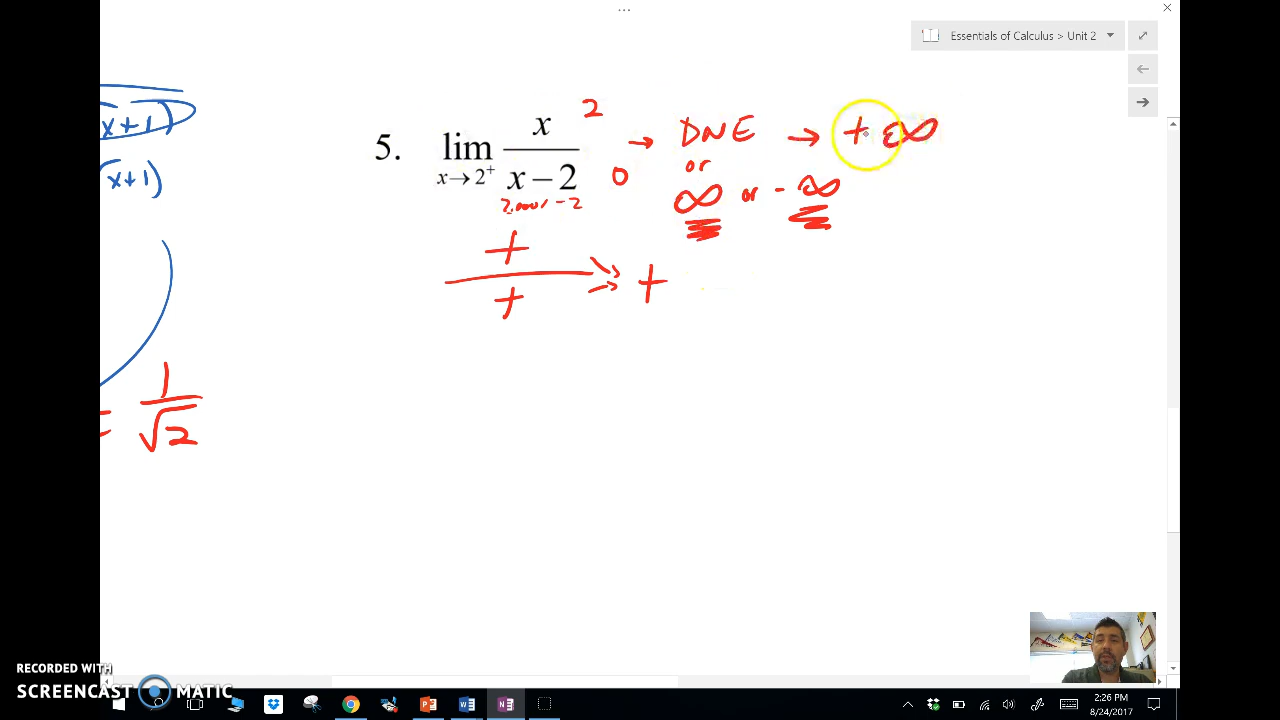 Essentials of Calculus > Unit 2
(x+1)
(x+1)
= 1/√2
5. lim x→2⁺ x/(x−2)
2
0
2.0001 -2
→ DNE → +∞
or
∞ or -∞
+
+
→ +
RECORDED WITH
SCREENCAST MATIC
2:26 PM
8/24/2017